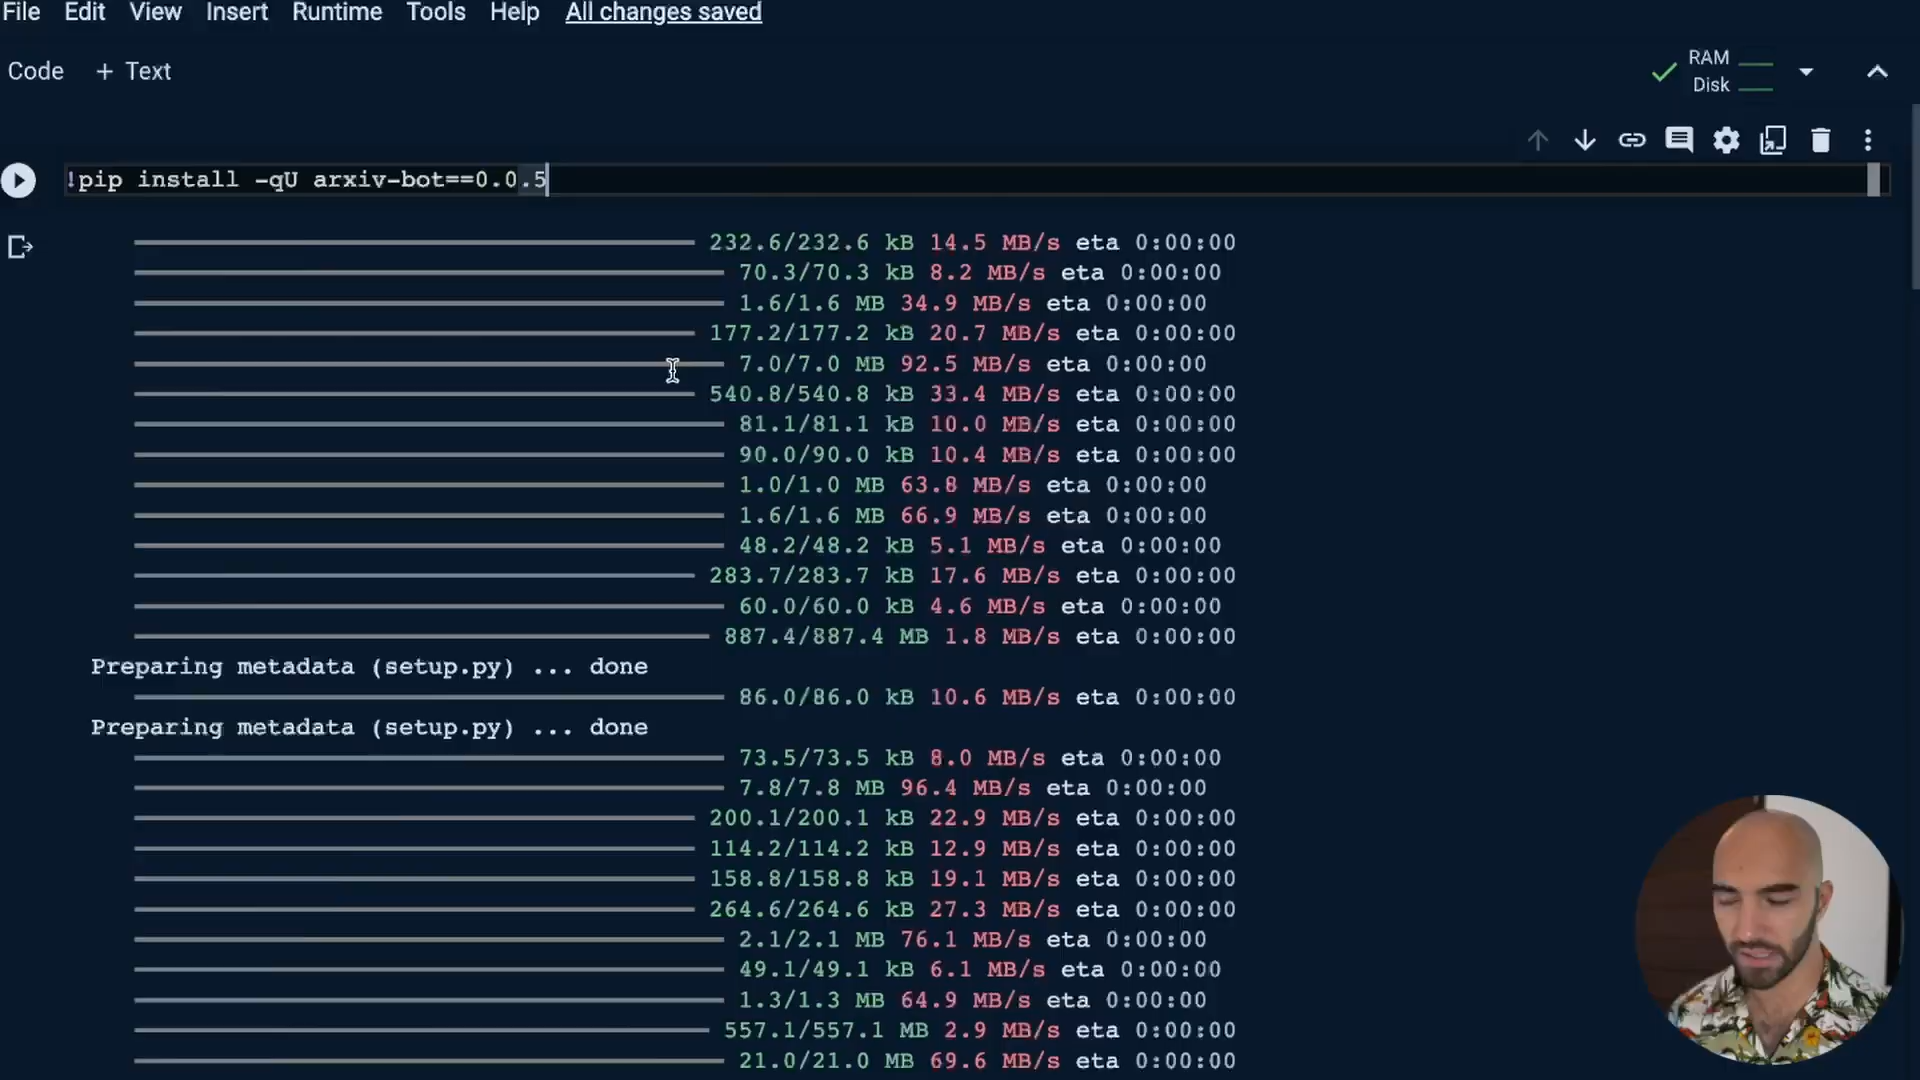 File Edit View Insert Runtime Tools Help All changes saved
Code + Text
RAM
Disk
!pip install -qU arxiv-bot==0.0.5
232.6/232.6 kB 14.5 MB/s eta 0:00:00
70.3/70.3 kB 8.2 MB/s eta 0:00:00
1.6/1.6 MB 34.9 MB/s eta 0:00:00
177.2/177.2 kB 20.7 MB/s eta 0:00:00
7.0/7.0 MB 92.5 MB/s eta 0:00:00
540.8/540.8 kB 33.4 MB/s eta 0:00:00
81.1/81.1 kB 10.0 MB/s eta 0:00:00
90.0/90.0 kB 10.4 MB/s eta 0:00:00
1.0/1.0 MB 63.8 MB/s eta 0:00:00
1.6/1.6 MB 66.9 MB/s eta 0:00:00
48.2/48.2 kB 5.1 MB/s eta 0:00:00
283.7/283.7 kB 17.6 MB/s eta 0:00:00
60.0/60.0 kB 4.6 MB/s eta 0:00:00
887.4/887.4 MB 1.8 MB/s eta 0:00:00
Preparing metadata (setup.py) ... done
86.0/86.0 kB 10.6 MB/s eta 0:00:00
Preparing metadata (setup.py) ... done
73.5/73.5 kB 8.0 MB/s eta 0:00:00
7.8/7.8 MB 96.4 MB/s eta 0:00:00
200.1/200.1 kB 22.9 MB/s eta 0:00:00
114.2/114.2 kB 12.9 MB/s eta 0:00:00
158.8/158.8 kB 19.1 MB/s eta 0:00:00
264.6/264.6 kB 27.3 MB/s eta 0:00:00
2.1/2.1 MB 76.1 MB/s eta 0:00:00
49.1/49.1 kB 6.1 MB/s eta 0:00:00
1.3/1.3 MB 64.9 MB/s eta 0:00:00
557.1/557.1 MB 2.9 MB/s eta 0:00:00
21.0/21.0 MB 69.6 MB/s eta 0:00:00